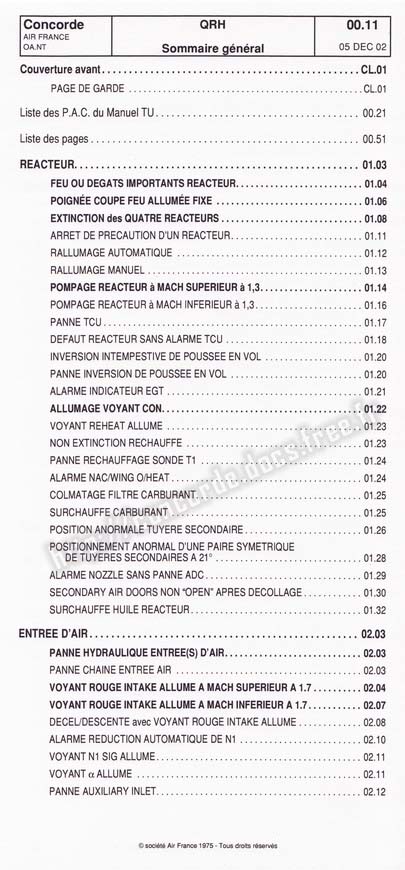 Concorde QRH 00.11
AIR FRANCE
OA.NT Sommaire général 05 DEC 02
Couverture avant. . . . . . . . . . CL.01
PAGE DE GARDE . . . . . . . . . . CL.01
Liste des P.A.C. du Manuel TU. . . . . . . . . . 00.21
Liste des pages . . . . . . . . . . 00.51
REACTEUR. . . . . . . . . . 01.03
FEU OU DEGATS IMPORTANTS REACTEUR. . . . . . . . . . 01.04
POIGNÉE COUPE FEU ALLUMÉE FIXE . . . . . . . . . . 01.06
EXTINCTION des QUATRE REACTEURS . . . . . . . . . . 01.08
ARRET DE PRECAUTION D'UN REACTEUR. . . . . . . . . . 01.11
RALLUMAGE AUTOMATIQUE . . . . . . . . . . 01.12
RALLUMAGE MANUEL . . . . . . . . . . 01.13
POMPAGE REACTEUR à MACH SUPERIEUR à 1,3. . . . . . . . . . 01.14
POMPAGE REACTEUR à MACH INFERIEUR à 1,3. . . . . . . . . . 01.16
PANNE TCU . . . . . . . . . . 01.17
DEFAUT REACTEUR SANS ALARME TCU . . . . . . . . . . 01.18
INVERSION INTEMPESTIVE DE POUSSEE EN VOL . . . . . . . . . . 01.20
PANNE INVERSION DE POUSSEE EN VOL . . . . . . . . . . 01.20
ALARME INDICATEUR EGT . . . . . . . . . . 01.21
ALLUMAGE VOYANT CON. . . . . . . . . . 01.22
VOYANT REHEAT ALLUME . . . . . . . . . . 01.23
NON EXTINCTION RECHAUFFE . . . . . . . . . . 01.23
PANNE RECHAUFFAGE SONDE T1 . . . . . . . . . . 01.24
ALARME NAC/WING O/HEAT . . . . . . . . . . 01.24
COLMATAGE FILTRE CARBURANT. . . . . . . . . . 01.25
SURCHAUFFE CARBURANT . . . . . . . . . . 01.25
POSITION ANORMALE TUYERE SECONDAIRE . . . . . . . . . . 01.26
POSITIONNEMENT ANORMAL D'UNE PAIRE SYMETRIQUE
DE TUYERES SECONDAIRES A 21° . . . . . . . . . . 01.28
ALARME NOZZLE SANS PANNE ADC . . . . . . . . . . 01.29
SECONDARY AIR DOORS NON "OPEN" APRES DECOLLAGE . . . . . . . . . . 01.30
SURCHAUFFE HUILE REACTEUR . . . . . . . . . . 01.32
ENTREE D'AIR. . . . . . . . . . 02.03
PANNE HYDRAULIQUE ENTREE(S) D'AIR. . . . . . . . . . 02.03
PANNE CHAINE ENTREE AIR . . . . . . . . . . 02.03
VOYANT ROUGE INTAKE ALLUME A MACH SUPERIEUR A 1.7 . . . . . . . . . . 02.04
VOYANT ROUGE INTAKE ALLUME A MACH INFERIEUR A 1.7. . . . . . . . . . 02.07
DECEL/DESCENTE avec VOYANT ROUGE INTAKE ALLUME . . . . . . . . . . 02.08
ALARME REDUCTION AUTOMATIQUE DE N1 . . . . . . . . . . 02.10
VOYANT N1 SIG ALLUME. . . . . . . . . . 02.11
VOYANT α ALLUME . . . . . . . . . . 02.11
PANNE AUXILIARY INLET. . . . . . . . . . 02.12
© société Air France 1975 - Tous droits réservés